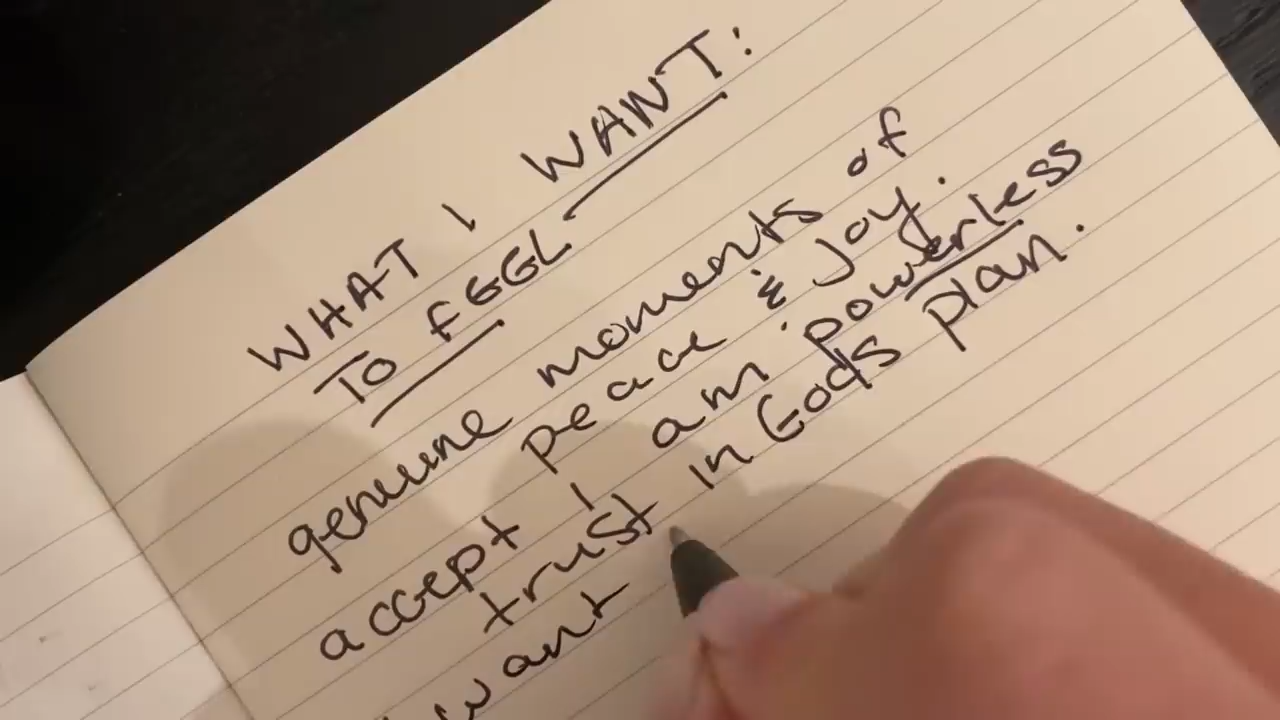 WHAT I WANT:
TO FEEL
genuine moments of
peace & joy.
accept I am powerless
trust in Gods plan.
want